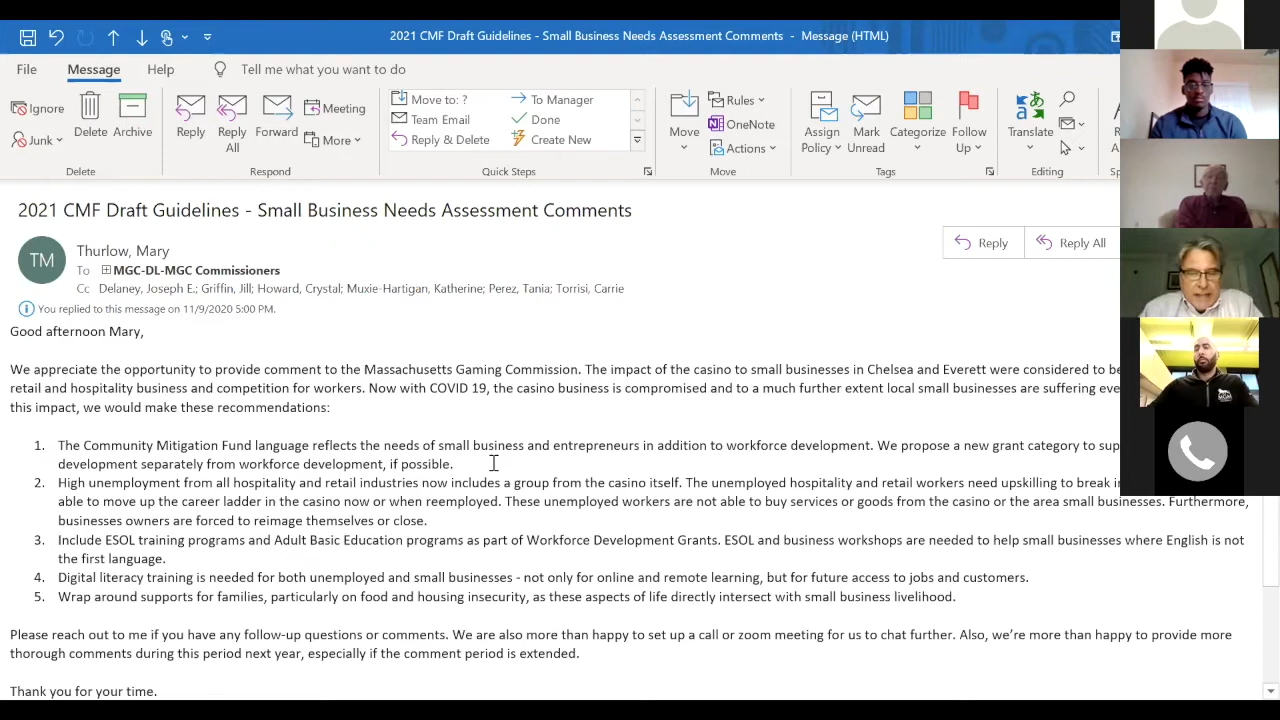 2021 CMF Draft Guidelines - Small Business Needs Assessment Comments - Message (HTML)
File Message Help Tell me what you want to do
Ignore
Junk
Delete
Archive
Reply
Reply All
Forward
Meeting
More
Move to: ?
Team Email
Reply & Delete
To Manager
Done
Create New
Move
Rules
OneNote
Actions
Assign Policy
Mark Unread
Categorize
Follow Up
Translate
Delete Respond Quick Steps Move Tags Editing
2021 CMF Draft Guidelines - Small Business Needs Assessment Comments
TM
Thurlow, Mary
To MGC-DL-MGC Commissioners
Cc Delaney, Joseph E.; Griffin, Jill; Howard, Crystal; Muxie-Hartigan, Katherine; Perez, Tania; Torrisi, Carrie
Reply Reply All
You replied to this message on 11/9/2020 5:00 PM.
Good afternoon Mary,
We appreciate the opportunity to provide comment to the Massachusetts Gaming Commission. The impact of the casino to small businesses in Chelsea and Everett were considered to
retail and hospitality business and competition for workers. Now with COVID 19, the casino business is compromised and to a much further extent local small businesses are suffering
this impact, we would make these recommendations:
1. The Community Mitigation Fund language reflects the needs of small business and entrepreneurs in addition to workforce development. We propose a new grant category to
development separately from workforce development, if possible.
2. High unemployment from all hospitality and retail industries now includes a group from the casino itself. The unemployed hospitality and retail workers need upskilling to break
able to move up the career ladder in the casino now or when reemployed. These unemployed workers are not able to buy services or goods from the casino or the area small businesses. Furthermore,
businesses owners are forced to reimage themselves or close.
3. Include ESOL training programs and Adult Basic Education programs as part of Workforce Development Grants. ESOL and business workshops are needed to help small businesses where English is not
the first language.
4. Digital literacy training is needed for both unemployed and small businesses - not only for online and remote learning, but for future access to jobs and customers.
5. Wrap around supports for families, particularly on food and housing insecurity, as these aspects of life directly intersect with small business livelihood.
Please reach out to me if you have any follow-up questions or comments. We are also more than happy to set up a call or zoom meeting for us to chat further. Also, we're more than happy to provide more
thorough comments during this period next year, especially if the comment period is extended.
Thank you for your time.
MGM